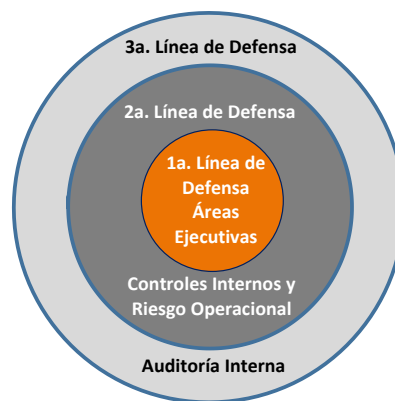 3a. Línea de Defensa
2a. Línea de Defensa
1a. Línea de
Defensa
Áreas
Ejecutivas
Controles Internos y
Riesgo Operacional
Auditoría Interna